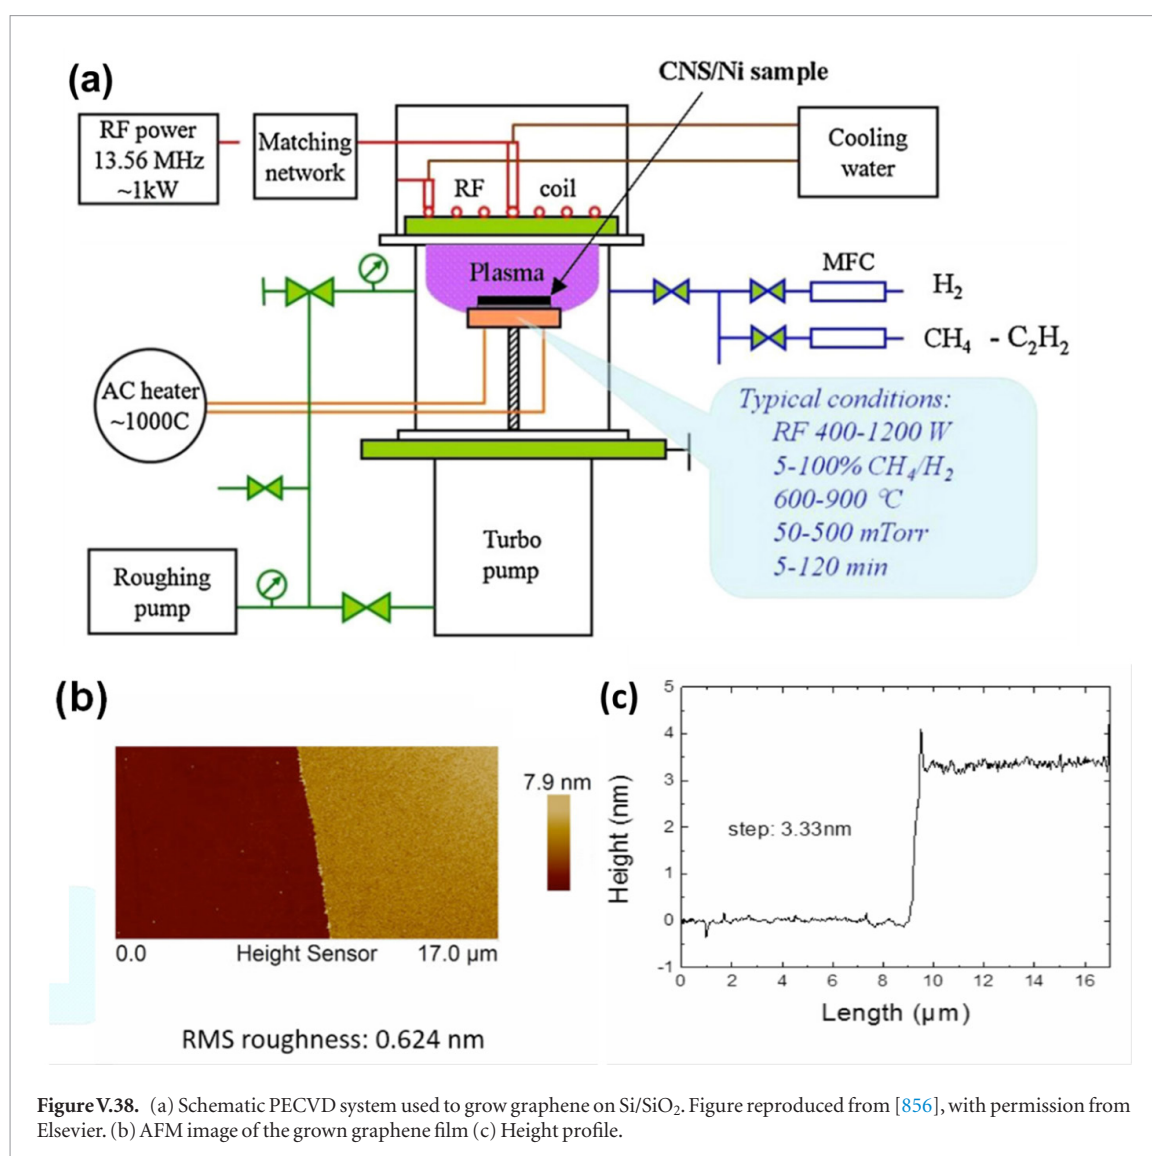 (a)
CNS/Ni sample
RF power
13.56 MHz
~1kW
Matching
network
Cooling
water
RF coil
Plasma
MFC
H₂
CH₄ - C₂H₂
AC heater
~1000C
Typical conditions:
RF 400-1200 W
5-100% CH₄/H₂
600-900 ℃
50-500 mTorr
5-120 min
Turbo
pump
Roughing
pump
(b)
7.9 nm
0.0 Height Sensor 17.0 µm
RMS roughness: 0.624 nm
(c)
5
4
3
2
1
0
-1
Height (nm)
step: 3.33nm
0 2 4 6 8 10 12 14 16
Length (µm)
Figure V.38. (a) Schematic PECVD system used to grow graphene on Si/SiO₂. Figure reproduced from [856], with permission from
Elsevier. (b) AFM image of the grown graphene film (c) Height profile.